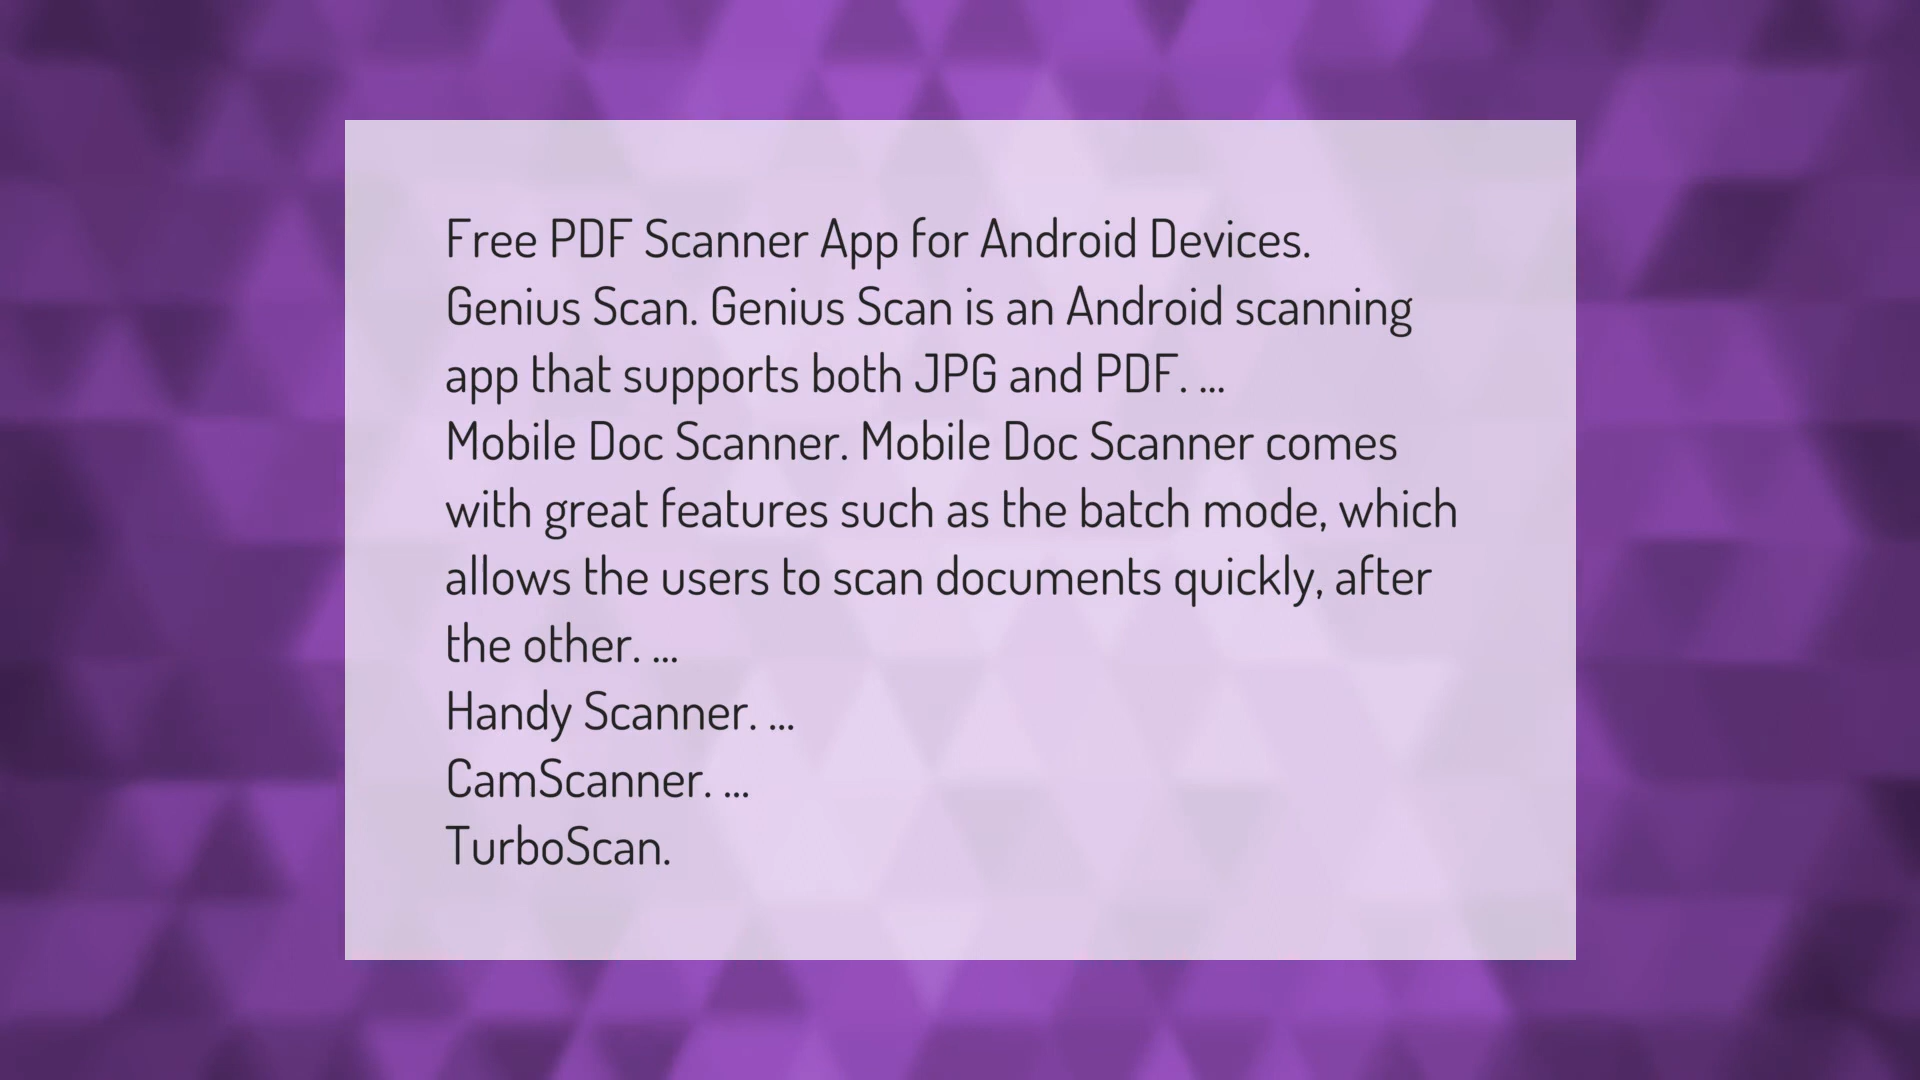 Free PDF Scanner App for Android Devices.
Genius Scan. Genius Scan is an Android scanning
app that supports both JPG and PDF. ...
Mobile Doc Scanner. Mobile Doc Scanner comes
with great features such as the batch mode, which
allows the users to scan documents quickly, after
the other. ...
Handy Scanner. ...
CamScanner. ...
TurboScan.